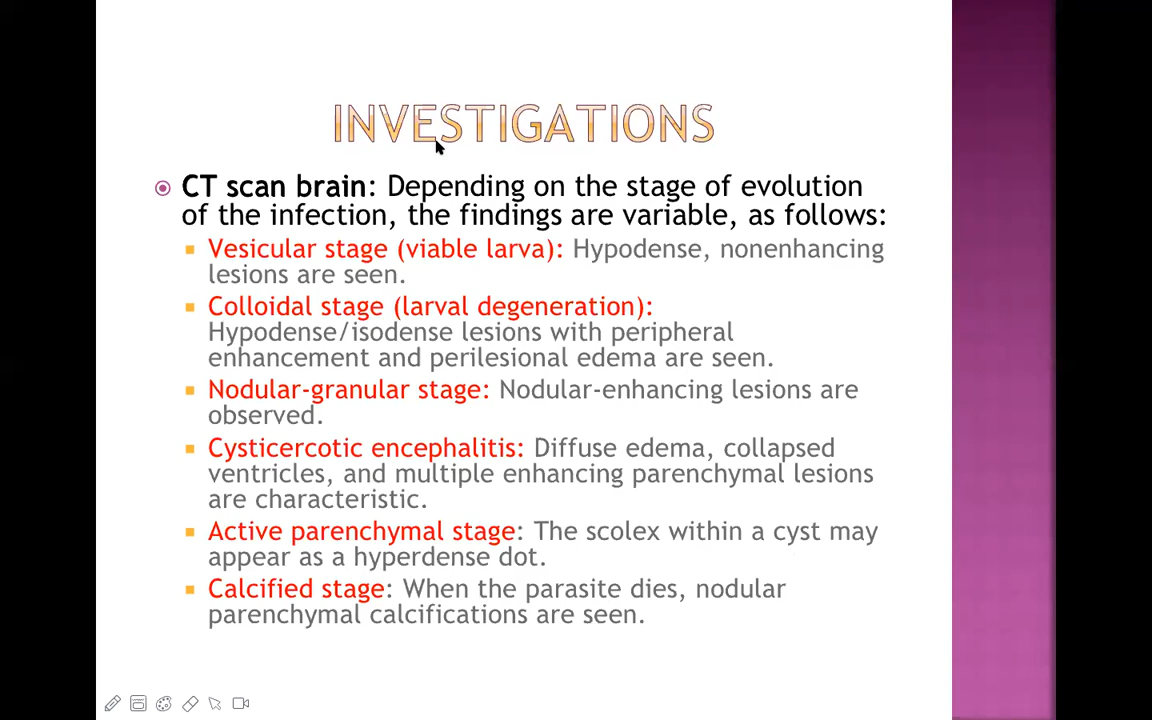 INVESTIGATIONS
CT scan brain: Depending on the stage of evolution
of the infection, the findings are variable, as follows:
Vesicular stage (viable larva): Hypodense, nonenhancing
lesions are seen.
Colloidal stage (larval degeneration):
Hypodense/isodense lesions with peripheral
enhancement and perilesional edema are seen.
Nodular-granular stage: Nodular-enhancing lesions are
observed.
Cysticercotic encephalitis: Diffuse edema, collapsed
ventricles, and multiple enhancing parenchymal lesions
are characteristic.
Active parenchymal stage: The scolex within a cyst may
appear as a hyperdense dot.
Calcified stage: When the parasite dies, nodular
parenchymal calcifications are seen.